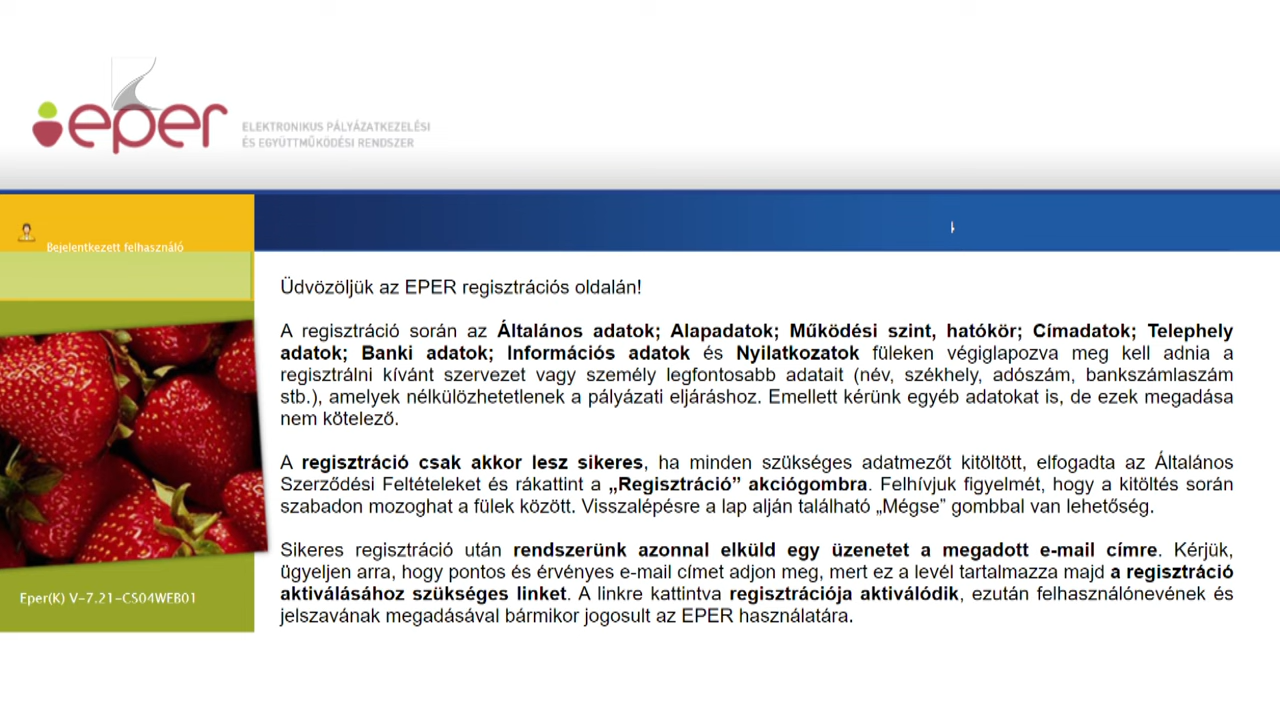 eper
ELEKTRONIKUS PÁLYÁZATKEZELÉSI
ÉS EGYÜTTMŰKÖDÉSI RENDSZER
Bejelentkezett felhasználó
Üdvözöljük az EPER regisztrációs oldalán!
A regisztráció során az Általános adatok; Alapadatok; Működési szint, hatókör; Címadatok; Telephely
adatok; Banki adatok; Információs adatok és Nyilatkozatok füleken végiglapozva meg kell adnia a
regisztrálni kívánt szervezet vagy személy legfontosabb adatait (név, székhely, adószám, bankszámlaszám
stb.), amelyek nélkülözhetetlenek a pályázati eljáráshoz. Emellett kérünk egyéb adatokat is, de ezek megadása
nem kötelező.
A regisztráció csak akkor lesz sikeres, ha minden szükséges adatmezőt kitöltött, elfogadta az Általános
Szerződési Feltételeket és rákattint a „Regisztráció” akciógombra. Felhívjuk figyelmét, hogy a kitöltés során
szabadon mozoghat a fülek között. Visszalépésre a lap alján található „Mégse” gombbal van lehetőség.
Sikeres regisztráció után rendszerünk azonnal elküld egy üzenetet a megadott e-mail címre. Kérjük,
ügyeljen arra, hogy pontos és érvényes e-mail címet adjon meg, mert ez a levél tartalmazza majd a regisztráció
aktiválásához szükséges linket. A linkre kattintva regisztrációja aktiválódik, ezután felhasználónevének és
jelszavának megadásával bármikor jogosult az EPER használatára.
Eper(K) V-7.21-CS04WEB01